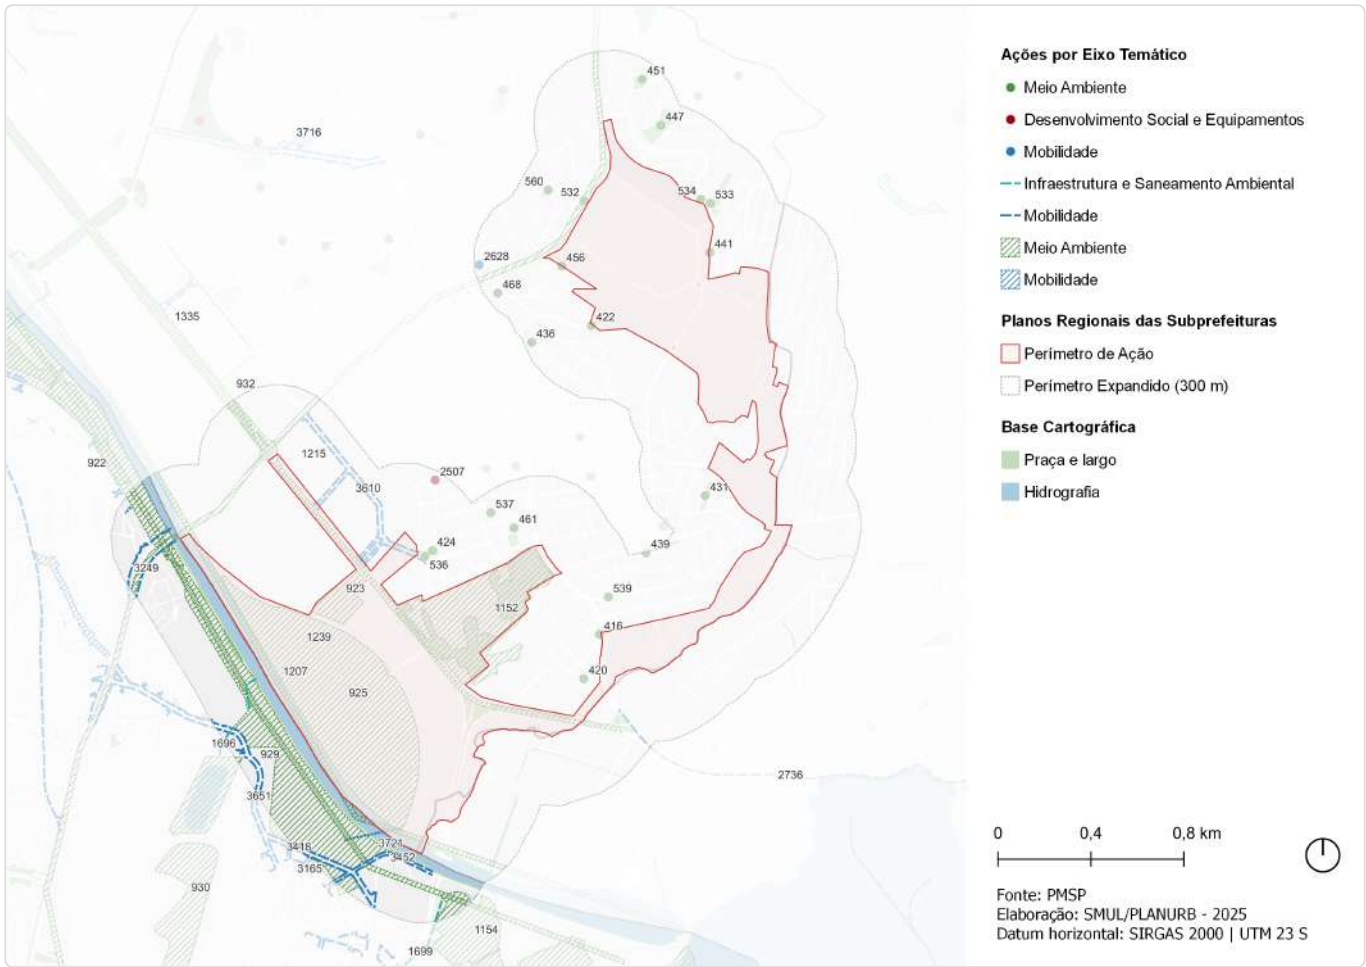 451
447
3716
560
532
534
533
441
2628
456
468
1335
422
436
932
922
1215
2507
3610
431
537
461
424
439
536
3249
923
539
1152
1239
416
1207
420
925
1696
929
2736
3651
3416
3721
3452
3165
930
1154
1699
Ações por Eixo Temático
Meio Ambiente
Desenvolvimento Social e Equipamentos
Mobilidade
Infraestrutura e Saneamento Ambiental
Mobilidade
Meio Ambiente
Mobilidade
Planos Regionais das Subprefeituras
Perímetro de Ação
Perímetro Expandido (300 m)
Base Cartográfica
Praça e largo
Hidrografia
0 0,4 0,8 km
Fonte: PMSP
Elaboração: SMUL/PLANURB - 2025
Datum horizontal: SIRGAS 2000 | UTM 23 S